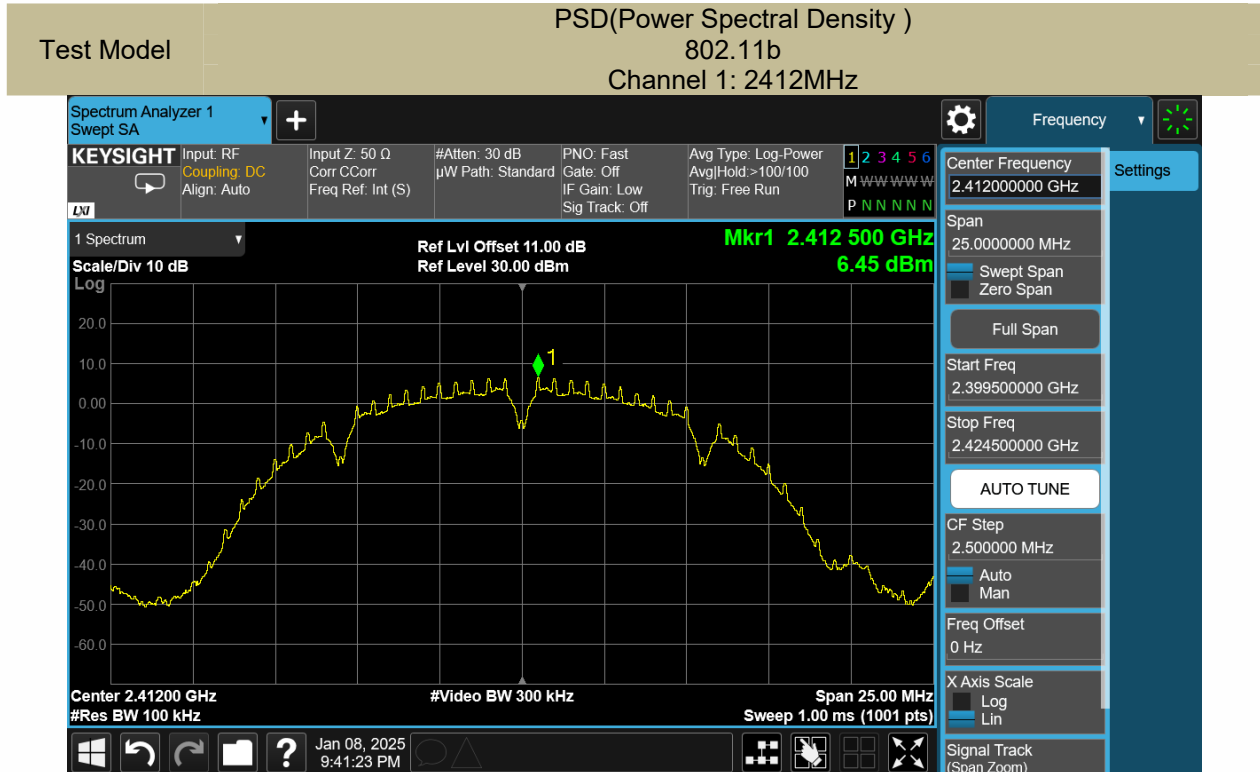 Test Model
PSD(Power Spectral Density )
802.11b
Channel 1: 2412MHz
Spectrum Analyzer 1
Swept SA
Frequency
KEYSIGHT
LXI
Input: RF
Coupling: DC
Align: Auto
Input Z: 50 Ω
Corr CCorr
Freq Ref: Int (S)
#Atten: 30 dB
µW Path: Standard
PNO: Fast
Gate: Off
IF Gain: Low
Sig Track: Off
Avg Type: Log-Power
Avg|Hold:>100/100
Trig: Free Run
1 2 3 4 5 6
M W W W W W
P N N N N N
1 Spectrum
Scale/Div 10 dB
Log
Ref Lvl Offset 11.00 dB
Ref Level 30.00 dBm
Mkr1 2.412 500 GHz
6.45 dBm
1
20.0
10.0
0.00
-10.0
-20.0
-30.0
-40.0
-50.0
-60.0
Center 2.41200 GHz
#Res BW 100 kHz
#Video BW 300 kHz
Span 25.00 MHz
Sweep 1.00 ms (1001 pts)
Jan 08, 2025
9:41:23 PM
?
Center Frequency
2.412000000 GHz
Settings
Span
25.0000000 MHz
Swept Span
Zero Span
Full Span
Start Freq
2.399500000 GHz
Stop Freq
2.424500000 GHz
AUTO TUNE
CF Step
2.500000 MHz
Auto
Man
Freq Offset
0 Hz
X Axis Scale
Log
Lin
Signal Track
(Span Zoom)